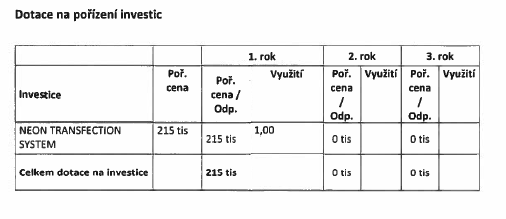 Dotace na pořízení investic
1. rok 2. rok 3. rok
Investice Poř. cena Poř. cena / Odp. Využití Poř. cena / Odp. Využití Poř. cena / Odp. Využití
NEON TRANSFECTION SYSTEM 215 tis 215 tis 1,00 0 tis 0 tis
Celkem dotace na investice 215 tis 0 tis 0 tis